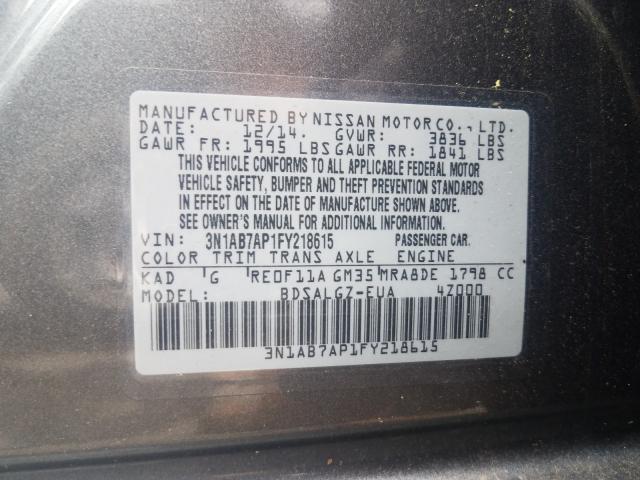 MANUFACTURED BY NISSAN MOTOR CO., LTD.
DATE: 12/14. GVWR: 3836 LBS
GAWR FR: 1995 LBS GAWR RR: 1841 LBS
THIS VEHICLE CONFORMS TO ALL APPLICABLE FEDERAL MOTOR
VEHICLE SAFETY, BUMPER AND THEFT PREVENTION STANDARDS
IN EFFECT ON THE DATE OF MANUFACTURE SHOWN ABOVE.
SEE OWNER'S MANUAL FOR ADDITIONAL INFORMATION.
VIN: 3N1AB7AP1FY218615 PASSENGER CAR.
COLOR TRIM TRANS AXLE ENGINE
KAD G RE0F11A GM35 MRA8DE 1798 CC
MODEL: BDSALGZ-EUA 4Z000
3N1AB7AP1FY218615